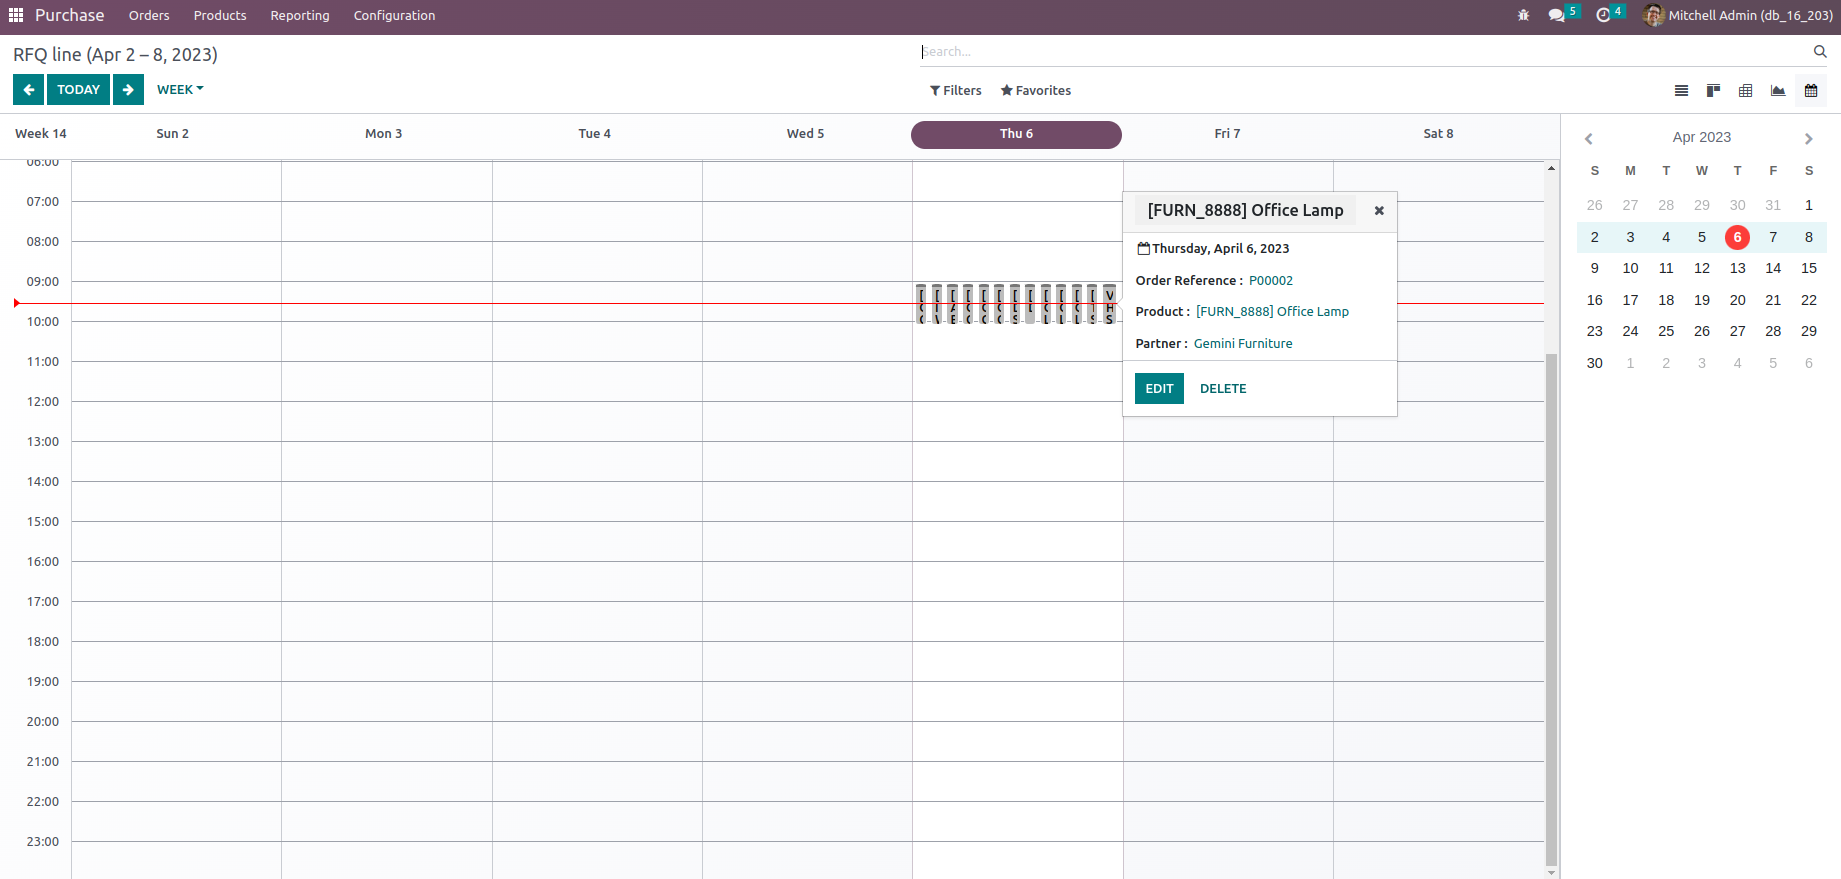 Purchase Orders Products Reporting Configuration 5 4 Mitchell Admin (db_16_203)
RFQ line (Apr 2 – 8, 2023)
Search...
TODAY WEEK
Filters Favorites
Week 14 Sun 2 Mon 3 Tue 4 Wed 5 Thu 6 Fri 7 Sat 8
06:00
07:00
08:00
09:00
10:00
11:00
12:00
13:00
14:00
15:00
16:00
17:00
18:00
19:00
20:00
21:00
22:00
23:00
[FURN_8888] Office Lamp
Thursday, April 6, 2023
Order Reference : P00002
Product : [FURN_8888] Office Lamp
Partner : Gemini Furniture
EDIT DELETE
Apr 2023
S M T W T F S
26 27 28 29 30 31 1
2 3 4 5 6 7 8
9 10 11 12 13 14 15
16 17 18 19 20 21 22
23 24 25 26 27 28 29
30 1 2 3 4 5 6